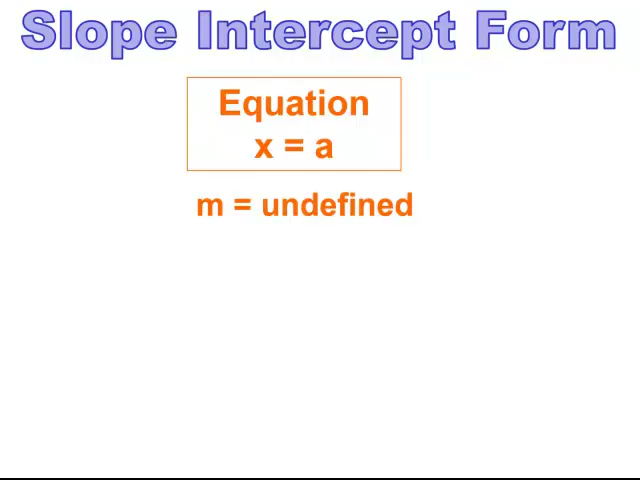 Slope Intercept Form
Equation
x = a
m = undefined